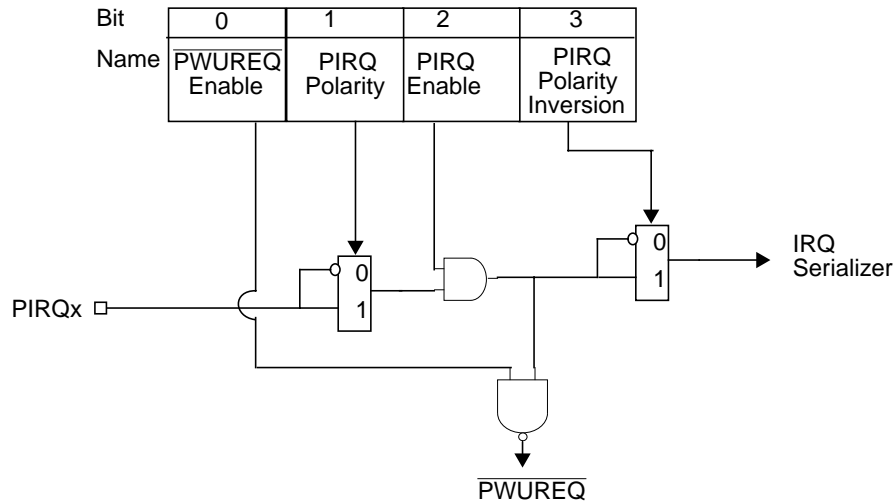 Bit 0 1 2 3
Name PWUREQ PIRQ PIRQ PIRQ
Enable Polarity Enable Polarity
Inversion
0
1
0
1
IRQ
Serializer
PIRQx
PWUREQ